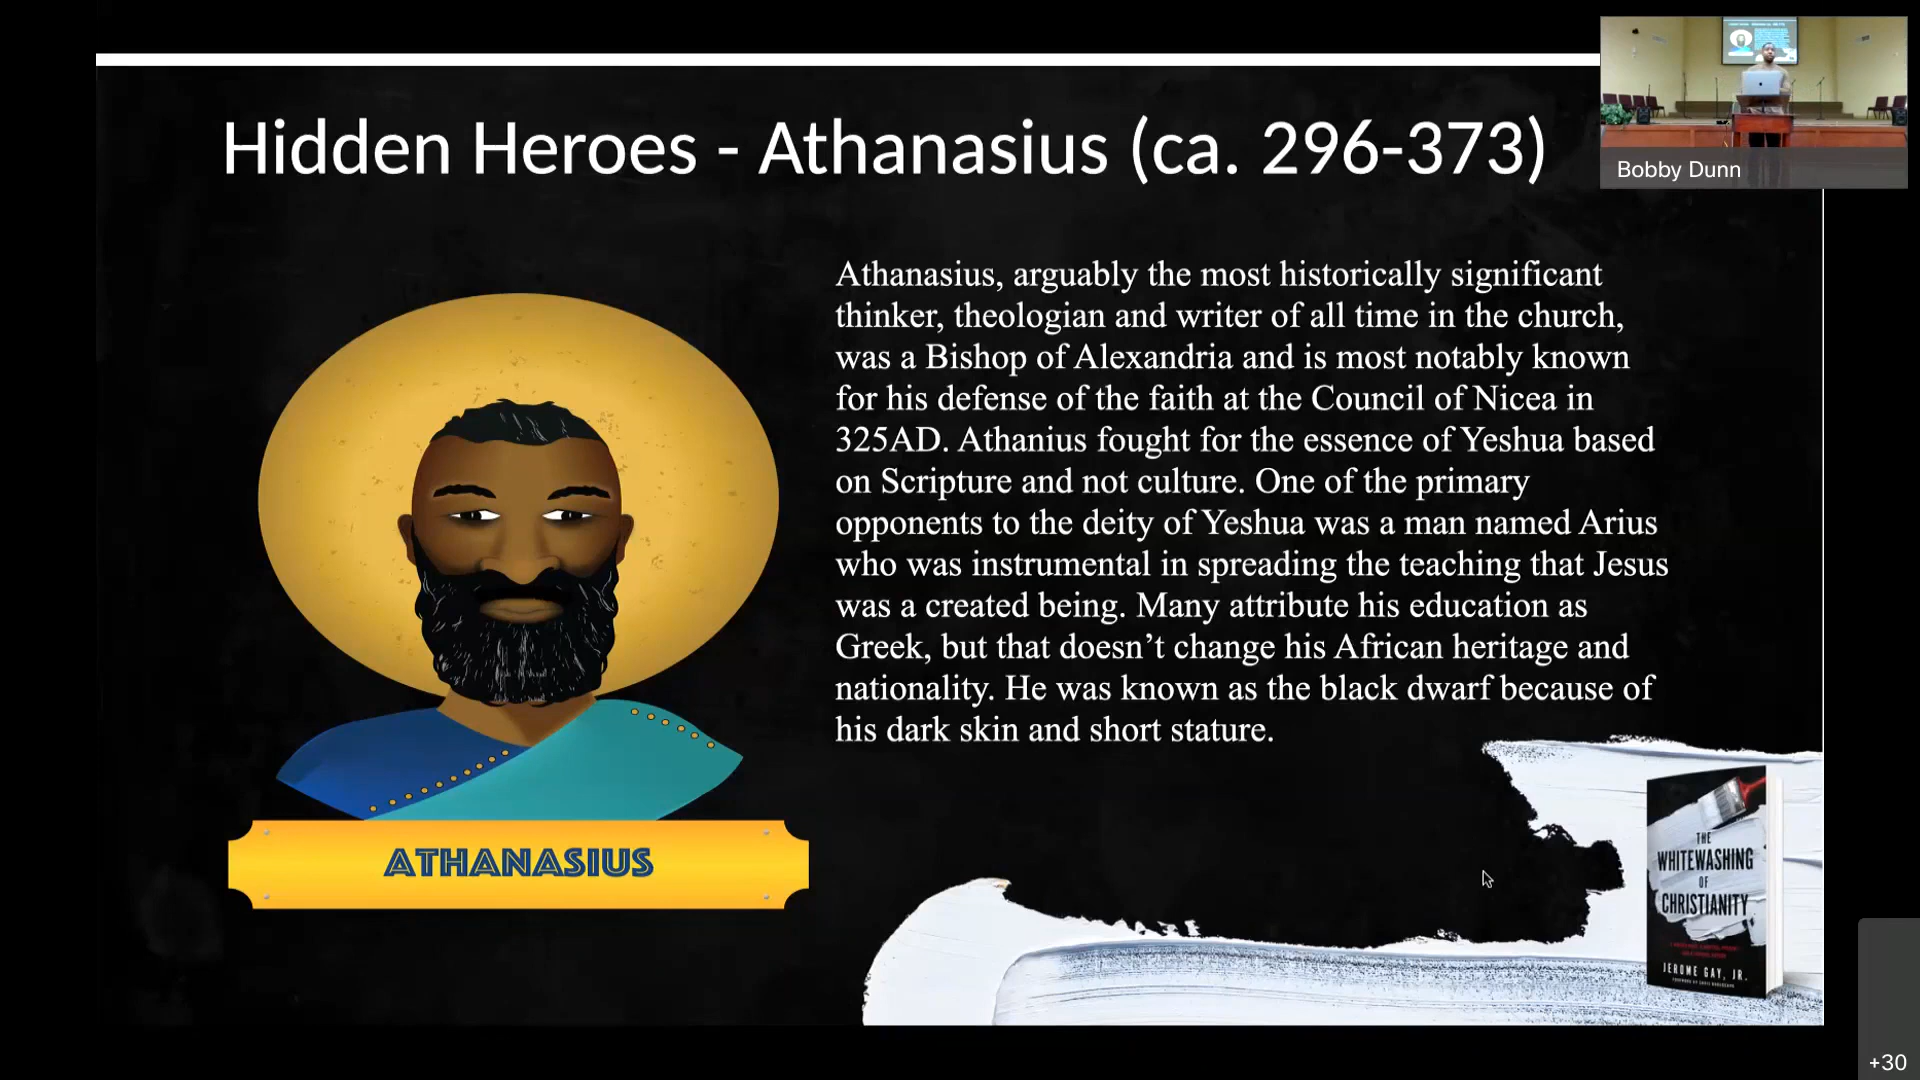 Hidden Heroes - Athanasius (ca. 296-373)
Bobby Dunn
Athanasius, arguably the most historically significant
thinker, theologian and writer of all time in the church,
was a Bishop of Alexandria and is most notably known
for his defense of the faith at the Council of Nicea in
325AD. Athanius fought for the essence of Yeshua based
on Scripture and not culture. One of the primary
opponents to the deity of Yeshua was a man named Arius
who was instrumental in spreading the teaching that Jesus
was a created being. Many attribute his education as
Greek, but that doesn’t change his African heritage and
nationality. He was known as the black dwarf because of
his dark skin and short stature.
ATHANASIUS
THE
WHITEWASHING
OF
CHRISTIANITY
JEROME GAY, JR.
+30